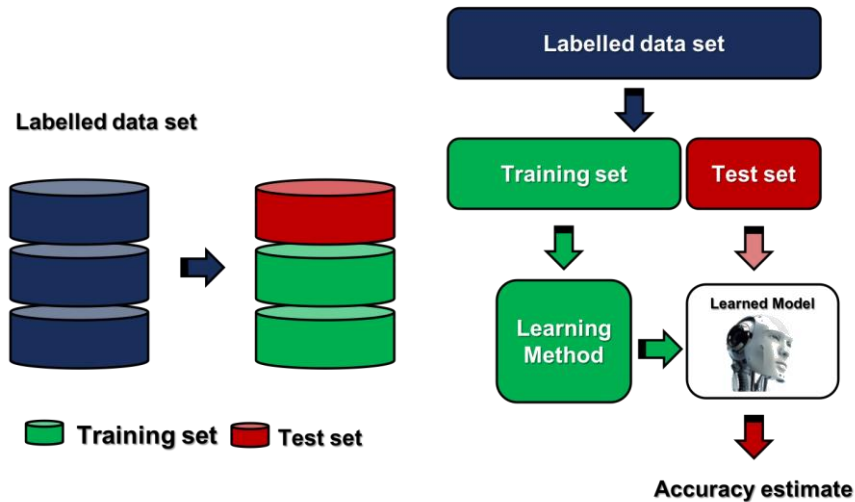 Labelled data set
Labelled data set
Training set
Test set
Learning
Method
Learned Model
Training set
Test set
Accuracy estimate